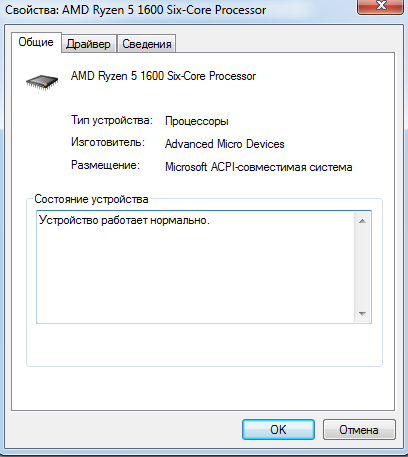 Свойства: AMD Ryzen 5 1600 Six-Core Processor
Общие Драйвер Сведения
AMD Ryzen 5 1600 Six-Core Processor
Тип устройства: Процессоры
Изготовитель: Advanced Micro Devices
Размещение: Microsoft ACPI-совместимая система
Состояние устройства
Устройство работает нормально.
OK Отмена